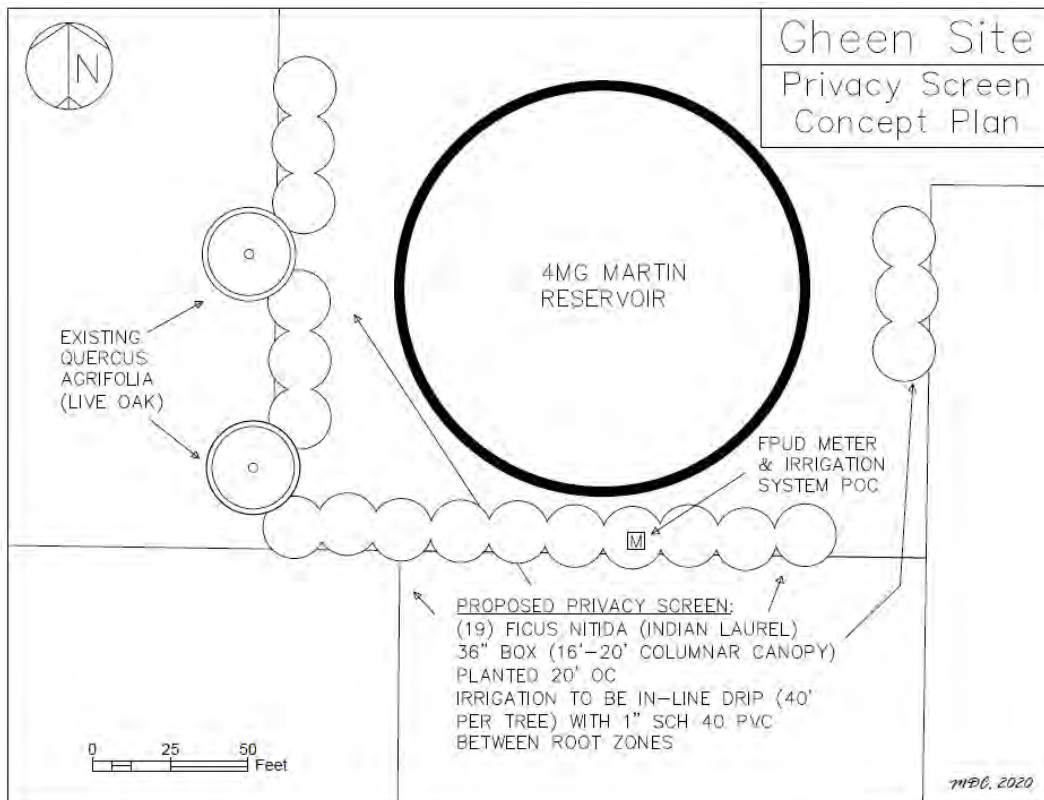 N
Gheen Site
Privacy Screen
Concept Plan
4MG MARTIN
RESERVOIR
EXISTING
QUERCUS
AGRIFOLIA
(LIVE OAK)
FPUD METER
& IRRIGATION
SYSTEM POC
M
PROPOSED PRIVACY SCREEN:
(19) FICUS NITIDA (INDIAN LAUREL)
36" BOX (16'-20' COLUMNAR CANOPY)
PLANTED 20' OC
IRRIGATION TO BE IN-LINE DRIP (40'
PER TREE) WITH 1" SCH 40 PVC
BETWEEN ROOT ZONES
0 25 50
Feet
MDC, 2020